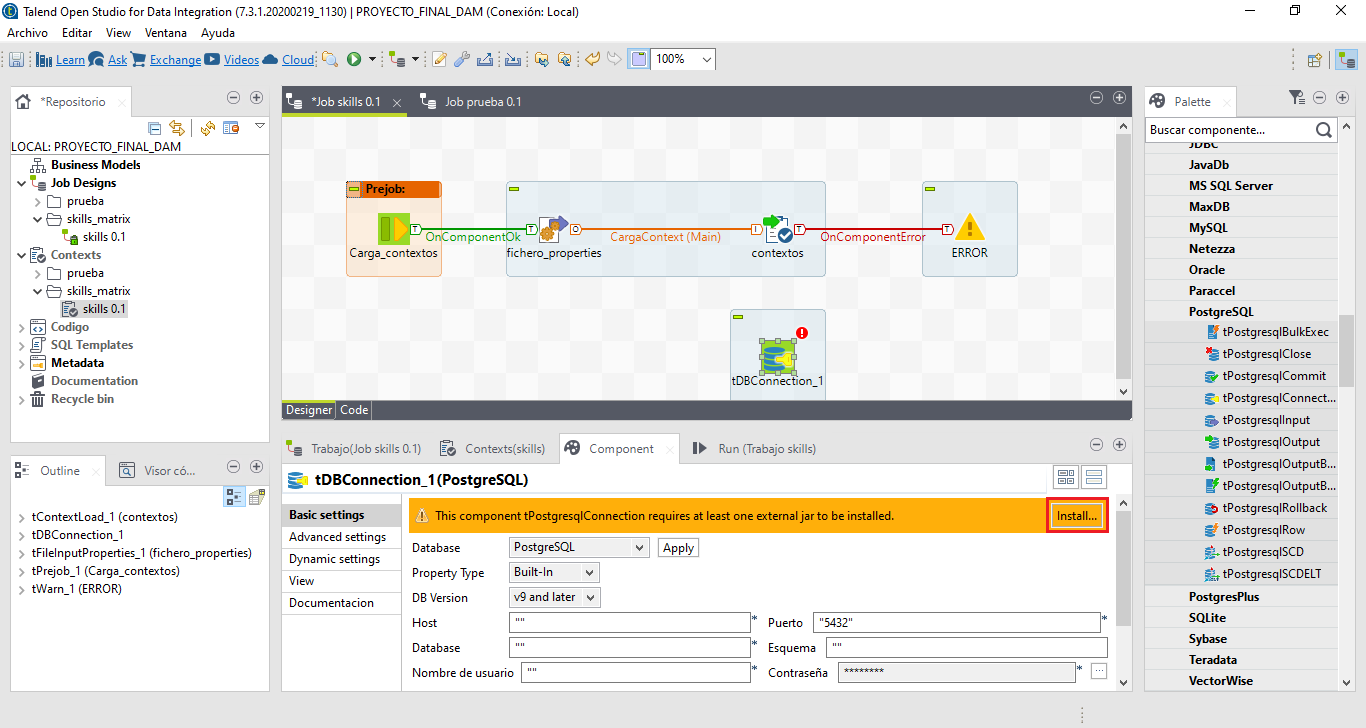 Talend Open Studio for Data Integration (7.3.1.20200219_1130) | PROYECTO_FINAL_DAM (Conexión: Local)
Archivo Editar View Ventana Ayuda
Learn Ask Exchange Videos Cloud 100%
*Repositorio
LOCAL: PROYECTO_FINAL_DAM
Business Models
Job Designs
prueba
skills_matrix
skills 0.1
Contexts
prueba
skills_matrix
skills 0.1
Codigo
SQL Templates
Metadata
Documentation
Recycle bin
Outline
Visor có...
tContextLoad_1 (contextos)
tDBConnection_1
tFileInputProperties_1 (fichero_properties)
tPrejob_1 (Carga_contextos)
tWarn_1 (ERROR)
*Job skills 0.1
Job prueba 0.1
Prejob:
T
OnComponentOk
T
O
CargaContext (Main)
I
T
OnComponentError
T
Carga_contextos
fichero_properties
contextos
ERROR
tDBConnection_1
Designer
Code
Trabajo(Job skills 0.1)
Contexts(skills)
Component
Run (Trabajo skills)
tDBConnection_1(PostgreSQL)
Basic settings
Advanced settings
Dynamic settings
View
Documentacion
This component tPostgresqlConnection requires at least one external jar to be installed.
Install...
Database PostgreSQL Apply
Property Type Built-In
DB Version v9 and later
Host "" * Puerto "5432" *
Database "" * Esquema ""
Nombre de usuario "" * Contraseña ******** * ...
Palette
Buscar componente...
JDBC
JavaDb
MS SQL Server
MaxDB
MySQL
Netezza
Oracle
Paraccel
PostgreSQL
tPostgresqlBulkExec
tPostgresqlClose
tPostgresqlCommit
tPostgresqlConnect...
tPostgresqlInput
tPostgresqlOutput
tPostgresqlOutputB...
tPostgresqlOutputB...
tPostgresqlRollback
tPostgresqlRow
tPostgresqlSCD
tPostgresqlSCDELT
PostgresPlus
SQLite
Sybase
Teradata
VectorWise